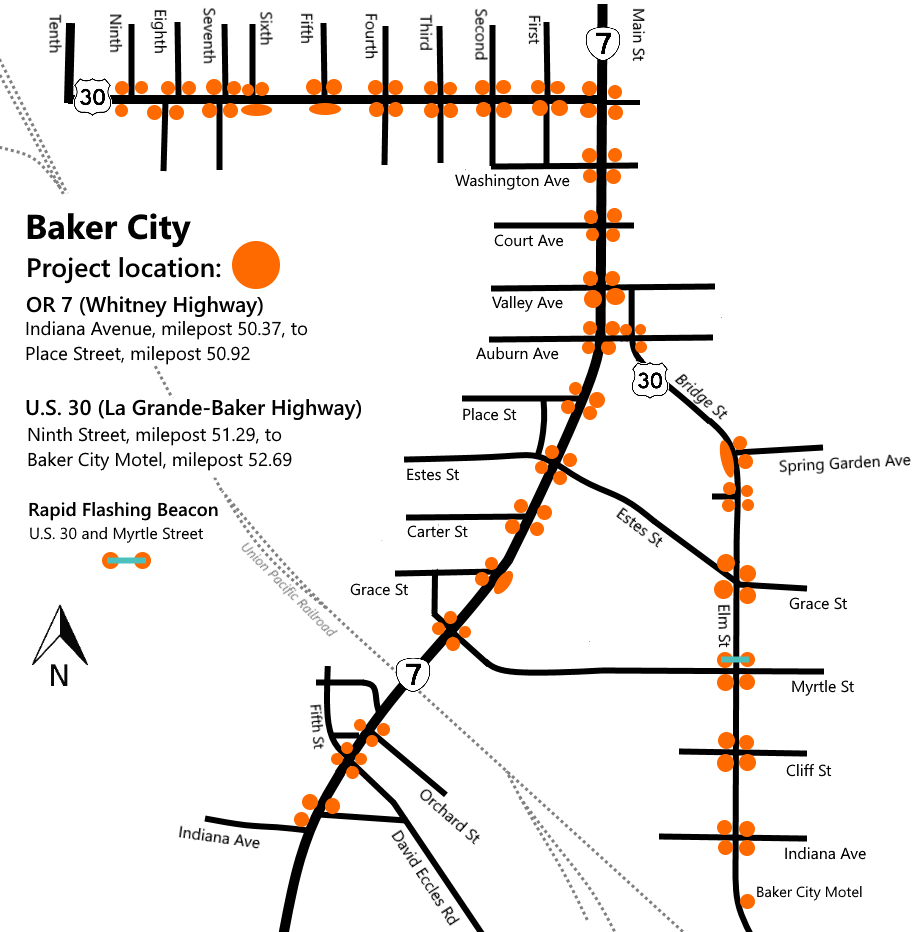 Tenth
Ninth
Eighth
Seventh
Sixth
Fifth
Fourth
Third
Second
First
Main St
7
30
Washington Ave
Baker City
Project location:
Court Ave
OR 7 (Whitney Highway)
Indiana Avenue, milepost 50.37, to
Place Street, milepost 50.92
Valley Ave
Auburn Ave
30
Bridge St
U.S. 30 (La Grande-Baker Highway)
Ninth Street, milepost 51.29, to
Baker City Motel, milepost 52.69
Place St
Spring Garden Ave
Estes St
Rapid Flashing Beacon
U.S. 30 and Myrtle Street
Carter St
Estes St
Union Pacific Railroad
Grace St
Grace St
Elm St
N
7
Myrtle St
Fifth St
Cliff St
Orchard St
Indiana Ave
David Eccles Rd
Indiana Ave
Baker City Motel